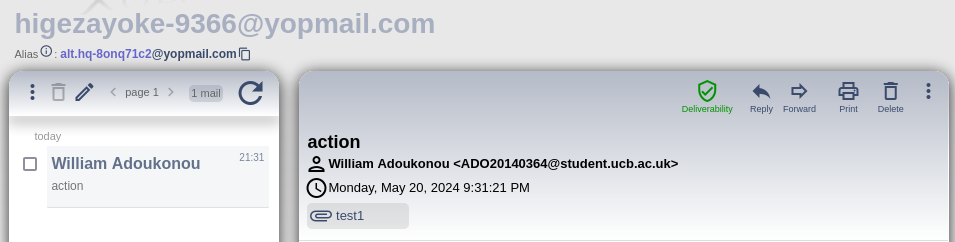 higezayoke-9366@yopmail.com
Alias : alt.hq-8onq71c2@yopmail.com
page 1
1 mail
today
William Adoukonou
21:31
action
Deliverability
Reply
Forward
Print
Delete
action
William Adoukonou <ADO20140364@student.ucb.ac.uk>
Monday, May 20, 2024 9:31:21 PM
test1